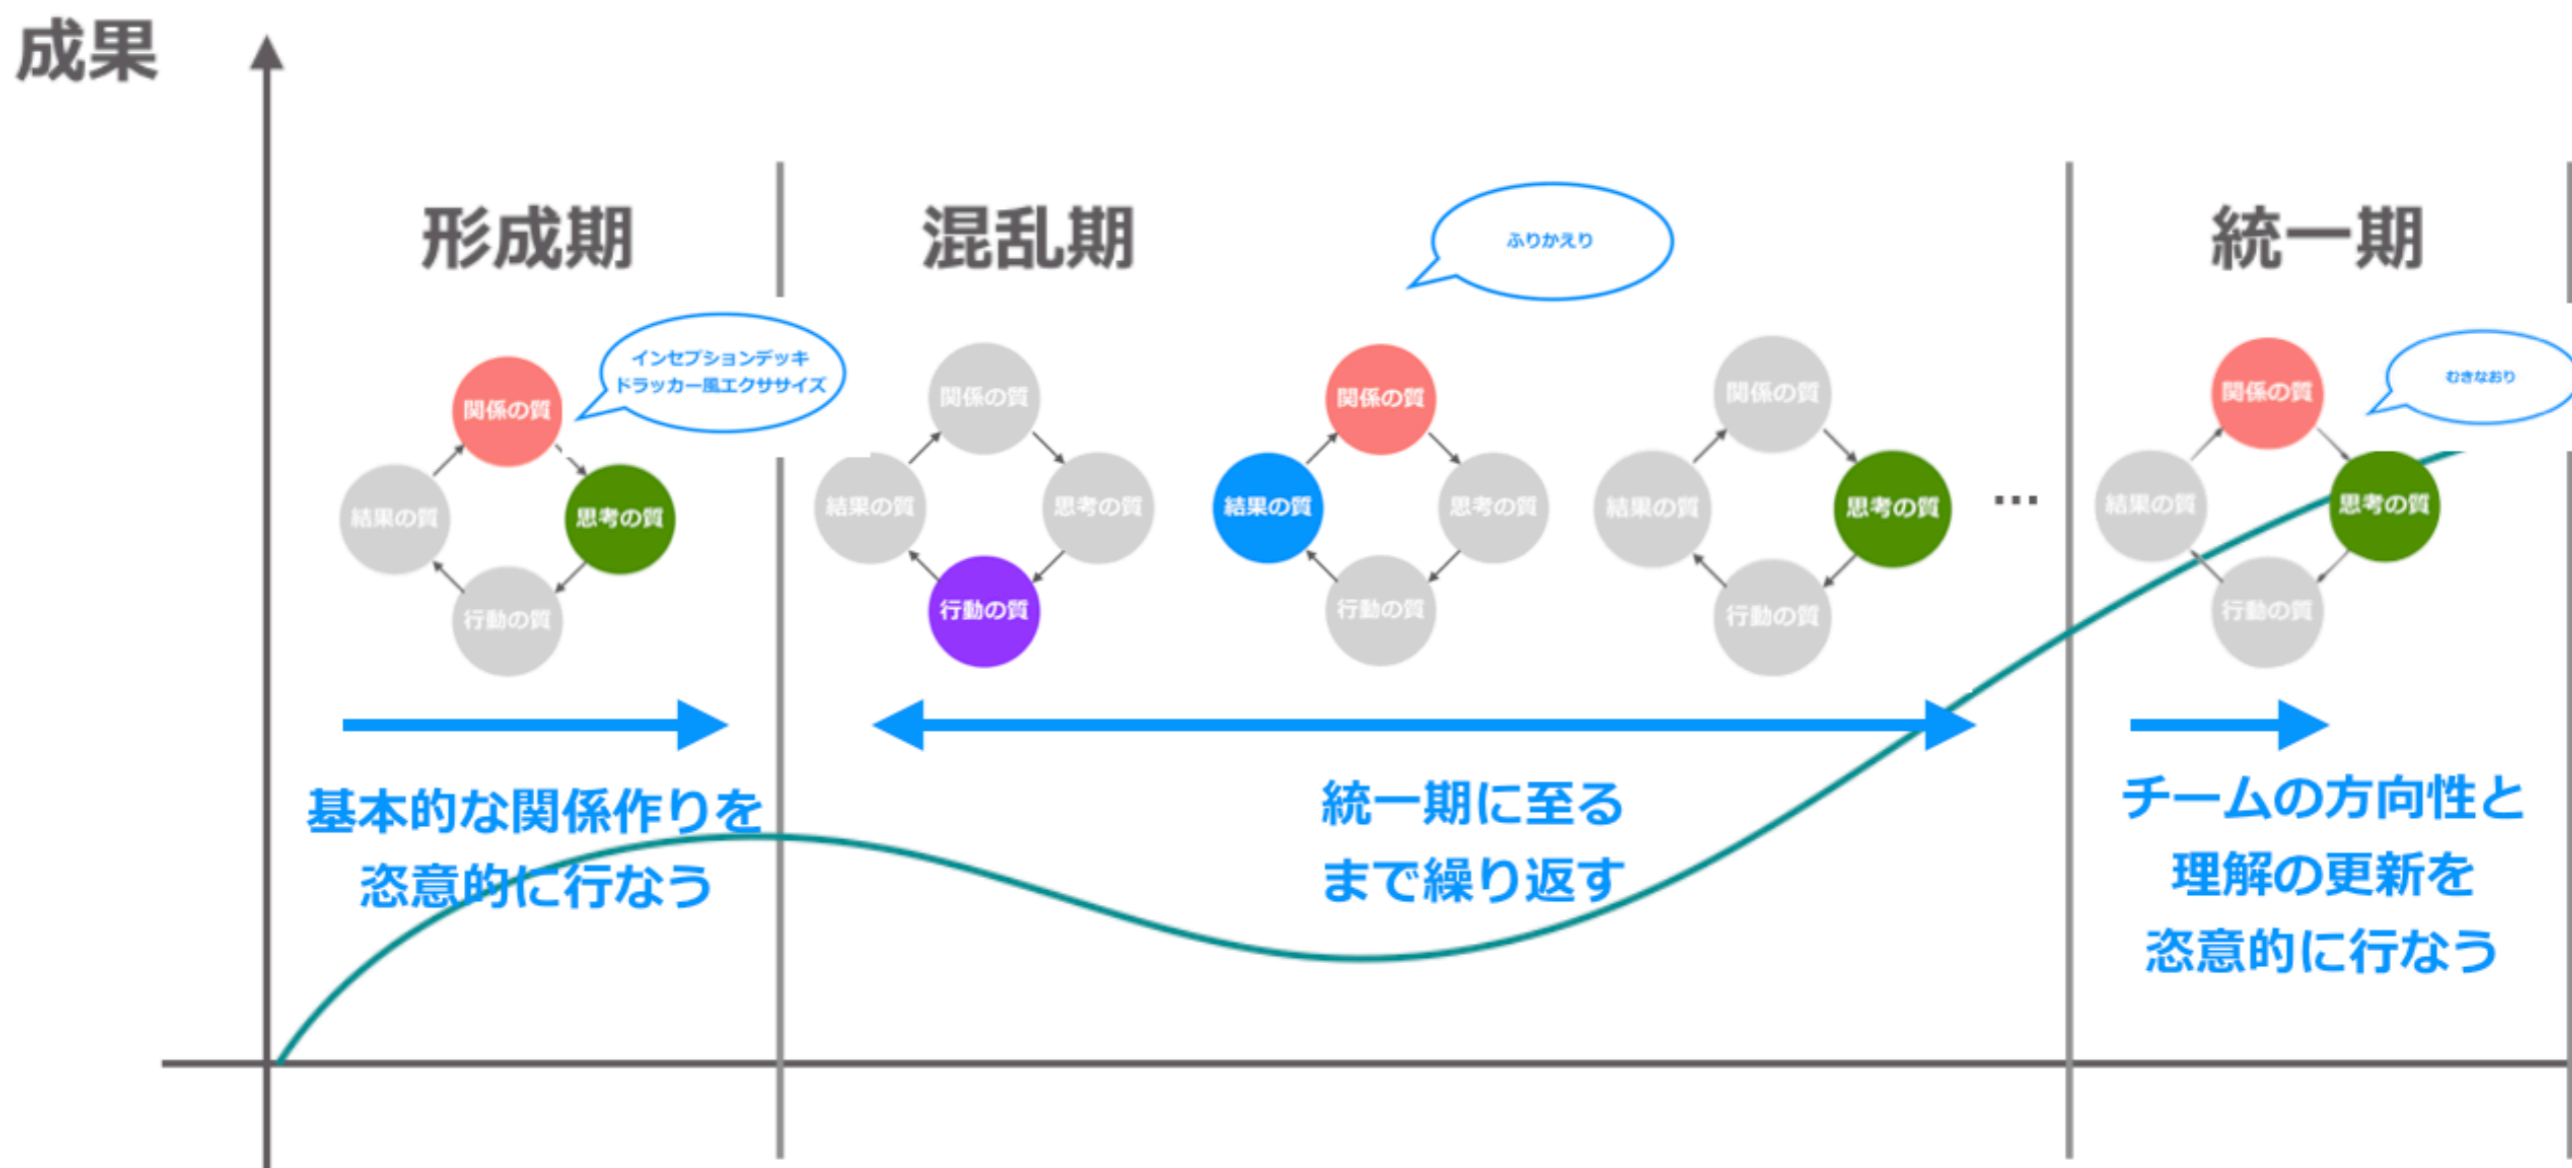 成果
形成期
混乱期
統一期
ふりかえり
インセプションデッキ
ドラッカー風エクササイズ
むきなおり
関係の質
思考の質
行動の質
結果の質
関係の質
思考の質
行動の質
結果の質
関係の質
思考の質
行動の質
結果の質
関係の質
思考の質
行動の質
結果の質
…
関係の質
思考の質
行動の質
結果の質
基本的な関係作りを
恣意的に行なう
統一期に至る
まで繰り返す
チームの方向性と
理解の更新を
恣意的に行なう